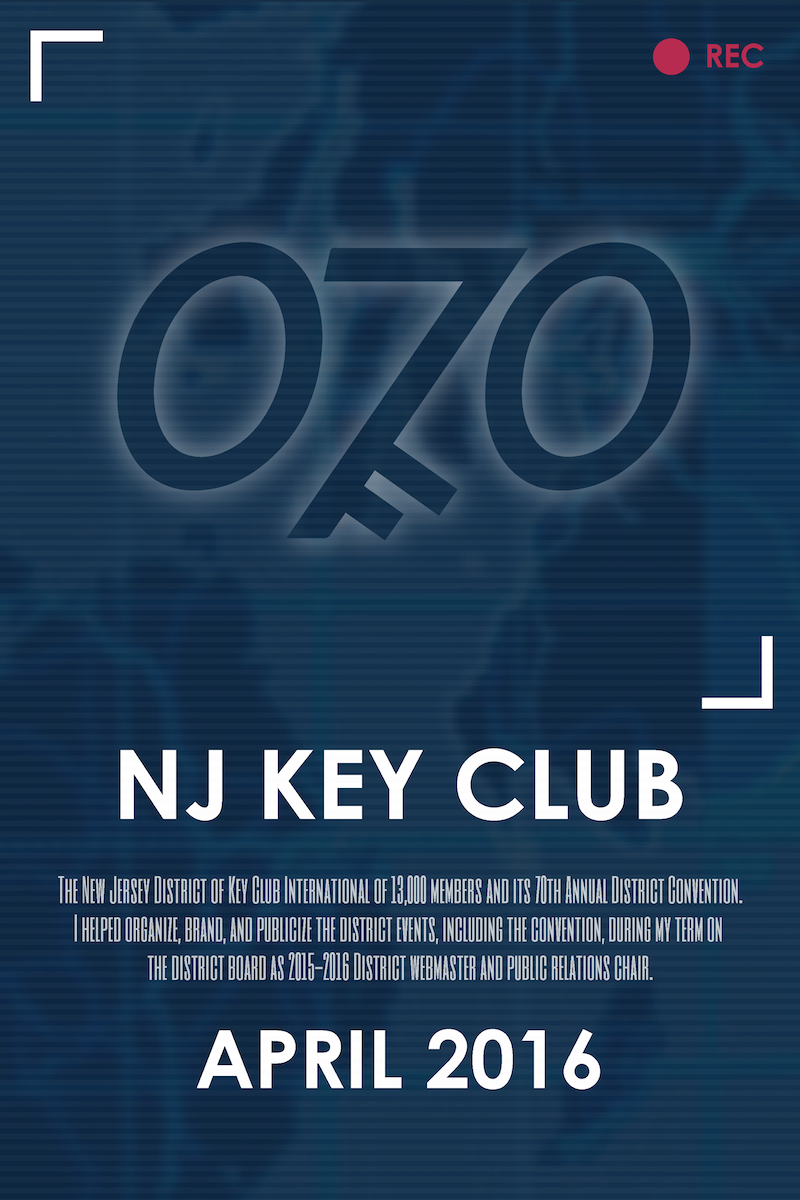 REC
070
NJ KEY CLUB
The New Jersey District of Key Club International of 13,000 members and its 70th Annual District Convention.
I helped organize, brand, and publicize the district events, including the convention, during my term on
the district board as 2015-2016 District webmaster and public relations chair.
APRIL 2016